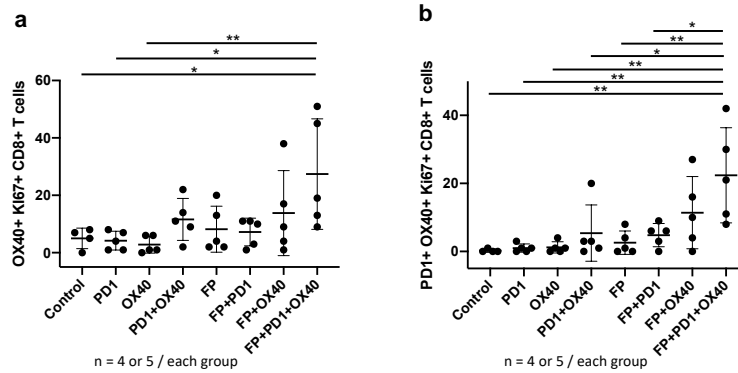 a
**
*
*
OX40+ Ki67+ CD8+ T cells
60
40
20
0
Control
PD1
OX40
PD1+OX40
FP
FP+PD1
FP+OX40
FP+PD1+OX40
n = 4 or 5 / each group
b
*
**
*
**
**
**
PD1+ OX40+ Ki67+ CD8+ T cells
40
20
0
Control
PD1
OX40
PD1+OX40
FP
FP+PD1
FP+OX40
FP+PD1+OX40
n = 4 or 5 / each group